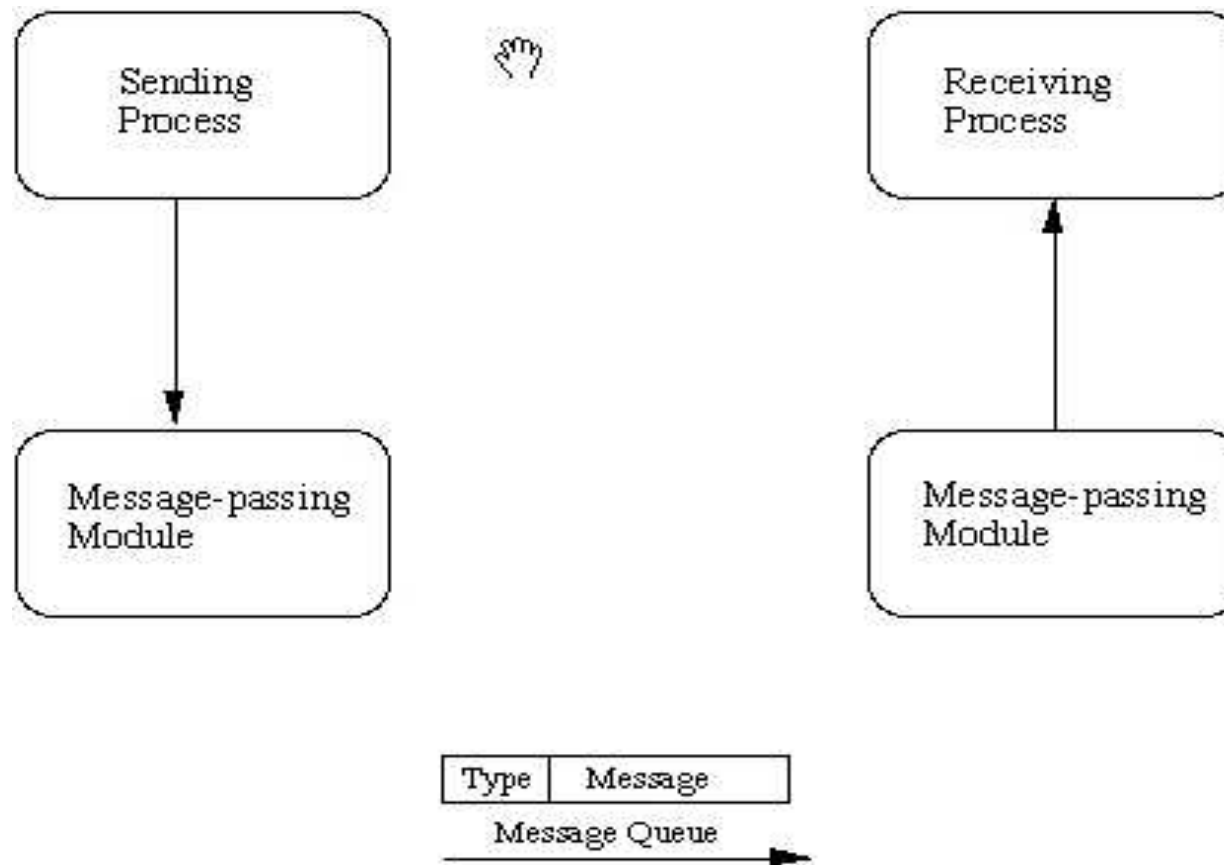 Sending
Process
Receiving
Process
Message-passing
Module
Message-passing
Module
Type Message
Message Queue